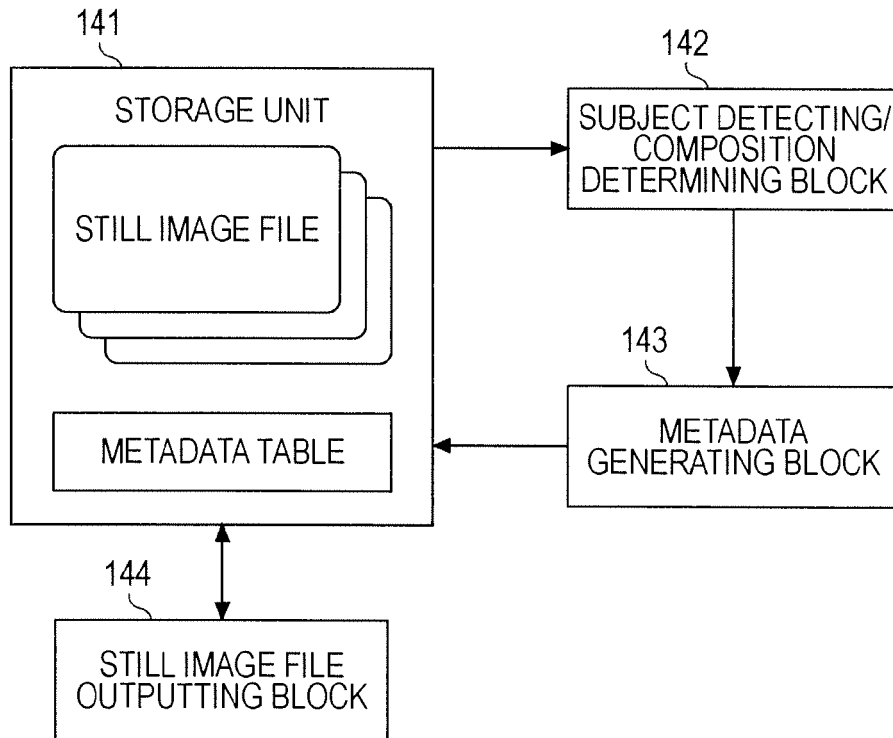 141
STORAGE UNIT
STILL IMAGE FILE
METADATA TABLE
142
SUBJECT DETECTING/
COMPOSITION
DETERMINING BLOCK
143
METADATA
GENERATING BLOCK
144
STILL IMAGE FILE
OUTPUTTING BLOCK